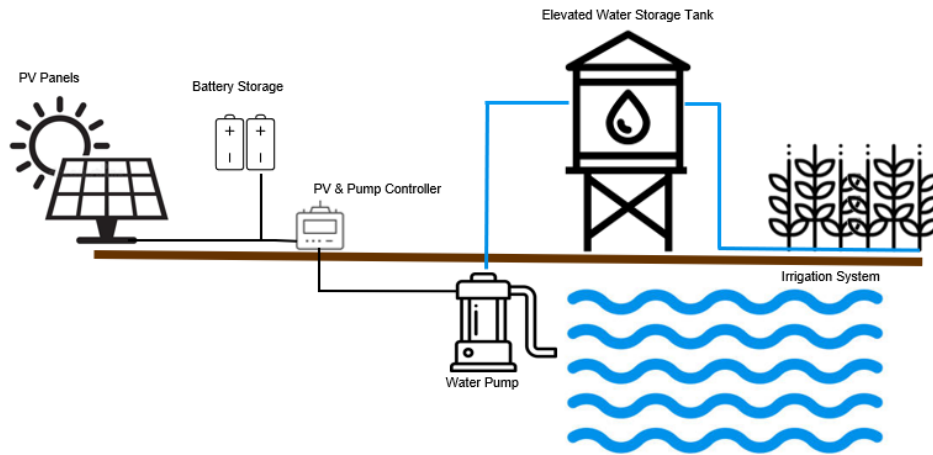 Elevated Water Storage Tank
PV Panels
Battery Storage
PV & Pump Controller
Irrigation System
Water Pump